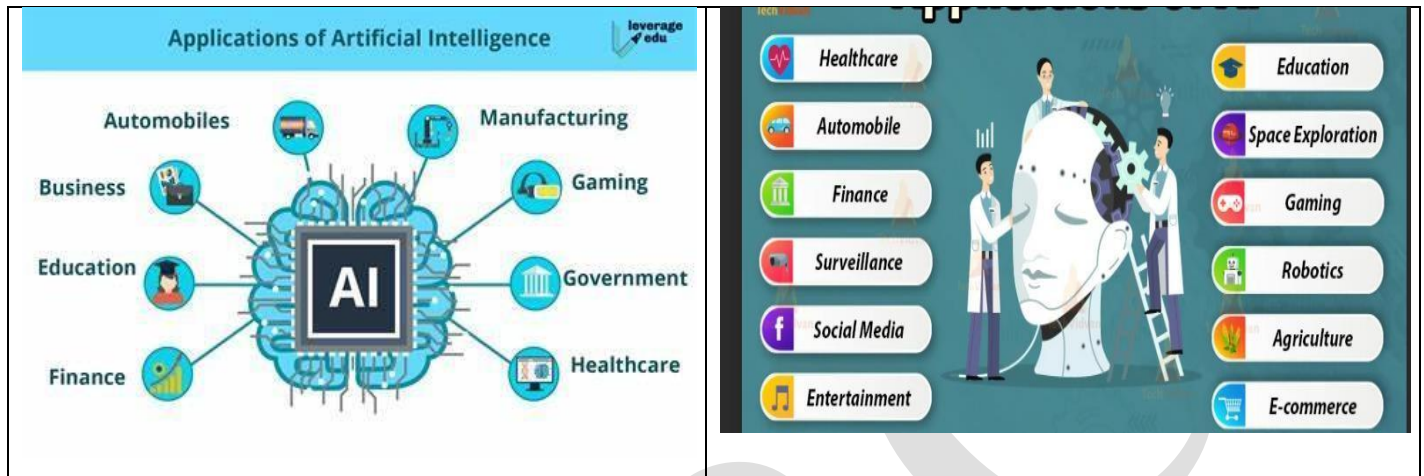 Applications of Artificial Intelligence
leverage
edu
Automobiles
Manufacturing
Business
Gaming
Education
AI
Government
Finance
Healthcare
Healthcare
Automobile
Finance
Surveillance
Social Media
Entertainment
Education
Space Exploration
Gaming
Robotics
Agriculture
E-commerce